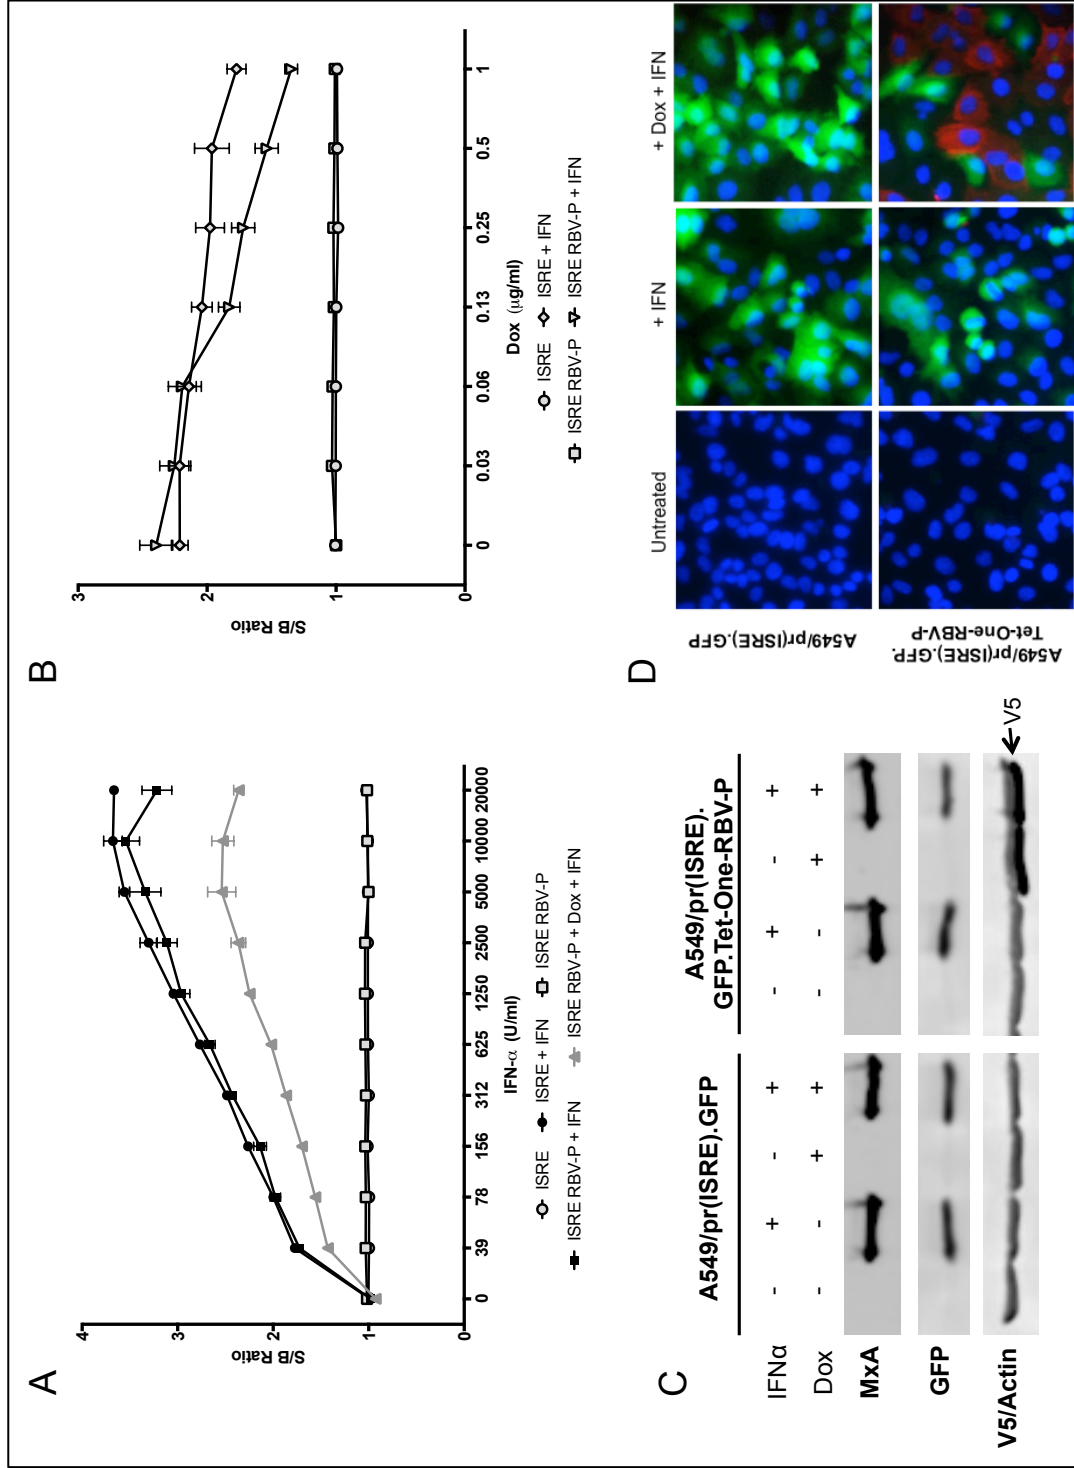 A
S/B Ratio
4
3
2
1
0
0 39 78 156 312 625 1250 2500 5000 10000 20000
IFN-α (U/ml)
ISRE ISRE + IFN ISRE RBV-P
ISRE RBV-P + IFN ISRE RBV-P + Dox + IFN
B
S/B Ratio
3
2
1
0
0 0.03 0.06 0.13 0.25 0.5 1
Dox (µg/ml)
ISRE ISRE + IFN
ISRE RBV-P ISRE RBV-P + IFN
C
A549/pr(ISRE).GFP
A549/pr(ISRE).
GFP.Tet-One-RBV-P
IFNα - + - + - + - +
Dox - - + + - - + +
MxA
GFP
V5/Actin
V5
D
Untreated + IFN + Dox + IFN
A549/pr(ISRE).GFP
A549/pr(ISRE).GFP.
Tet-One-RBV-P